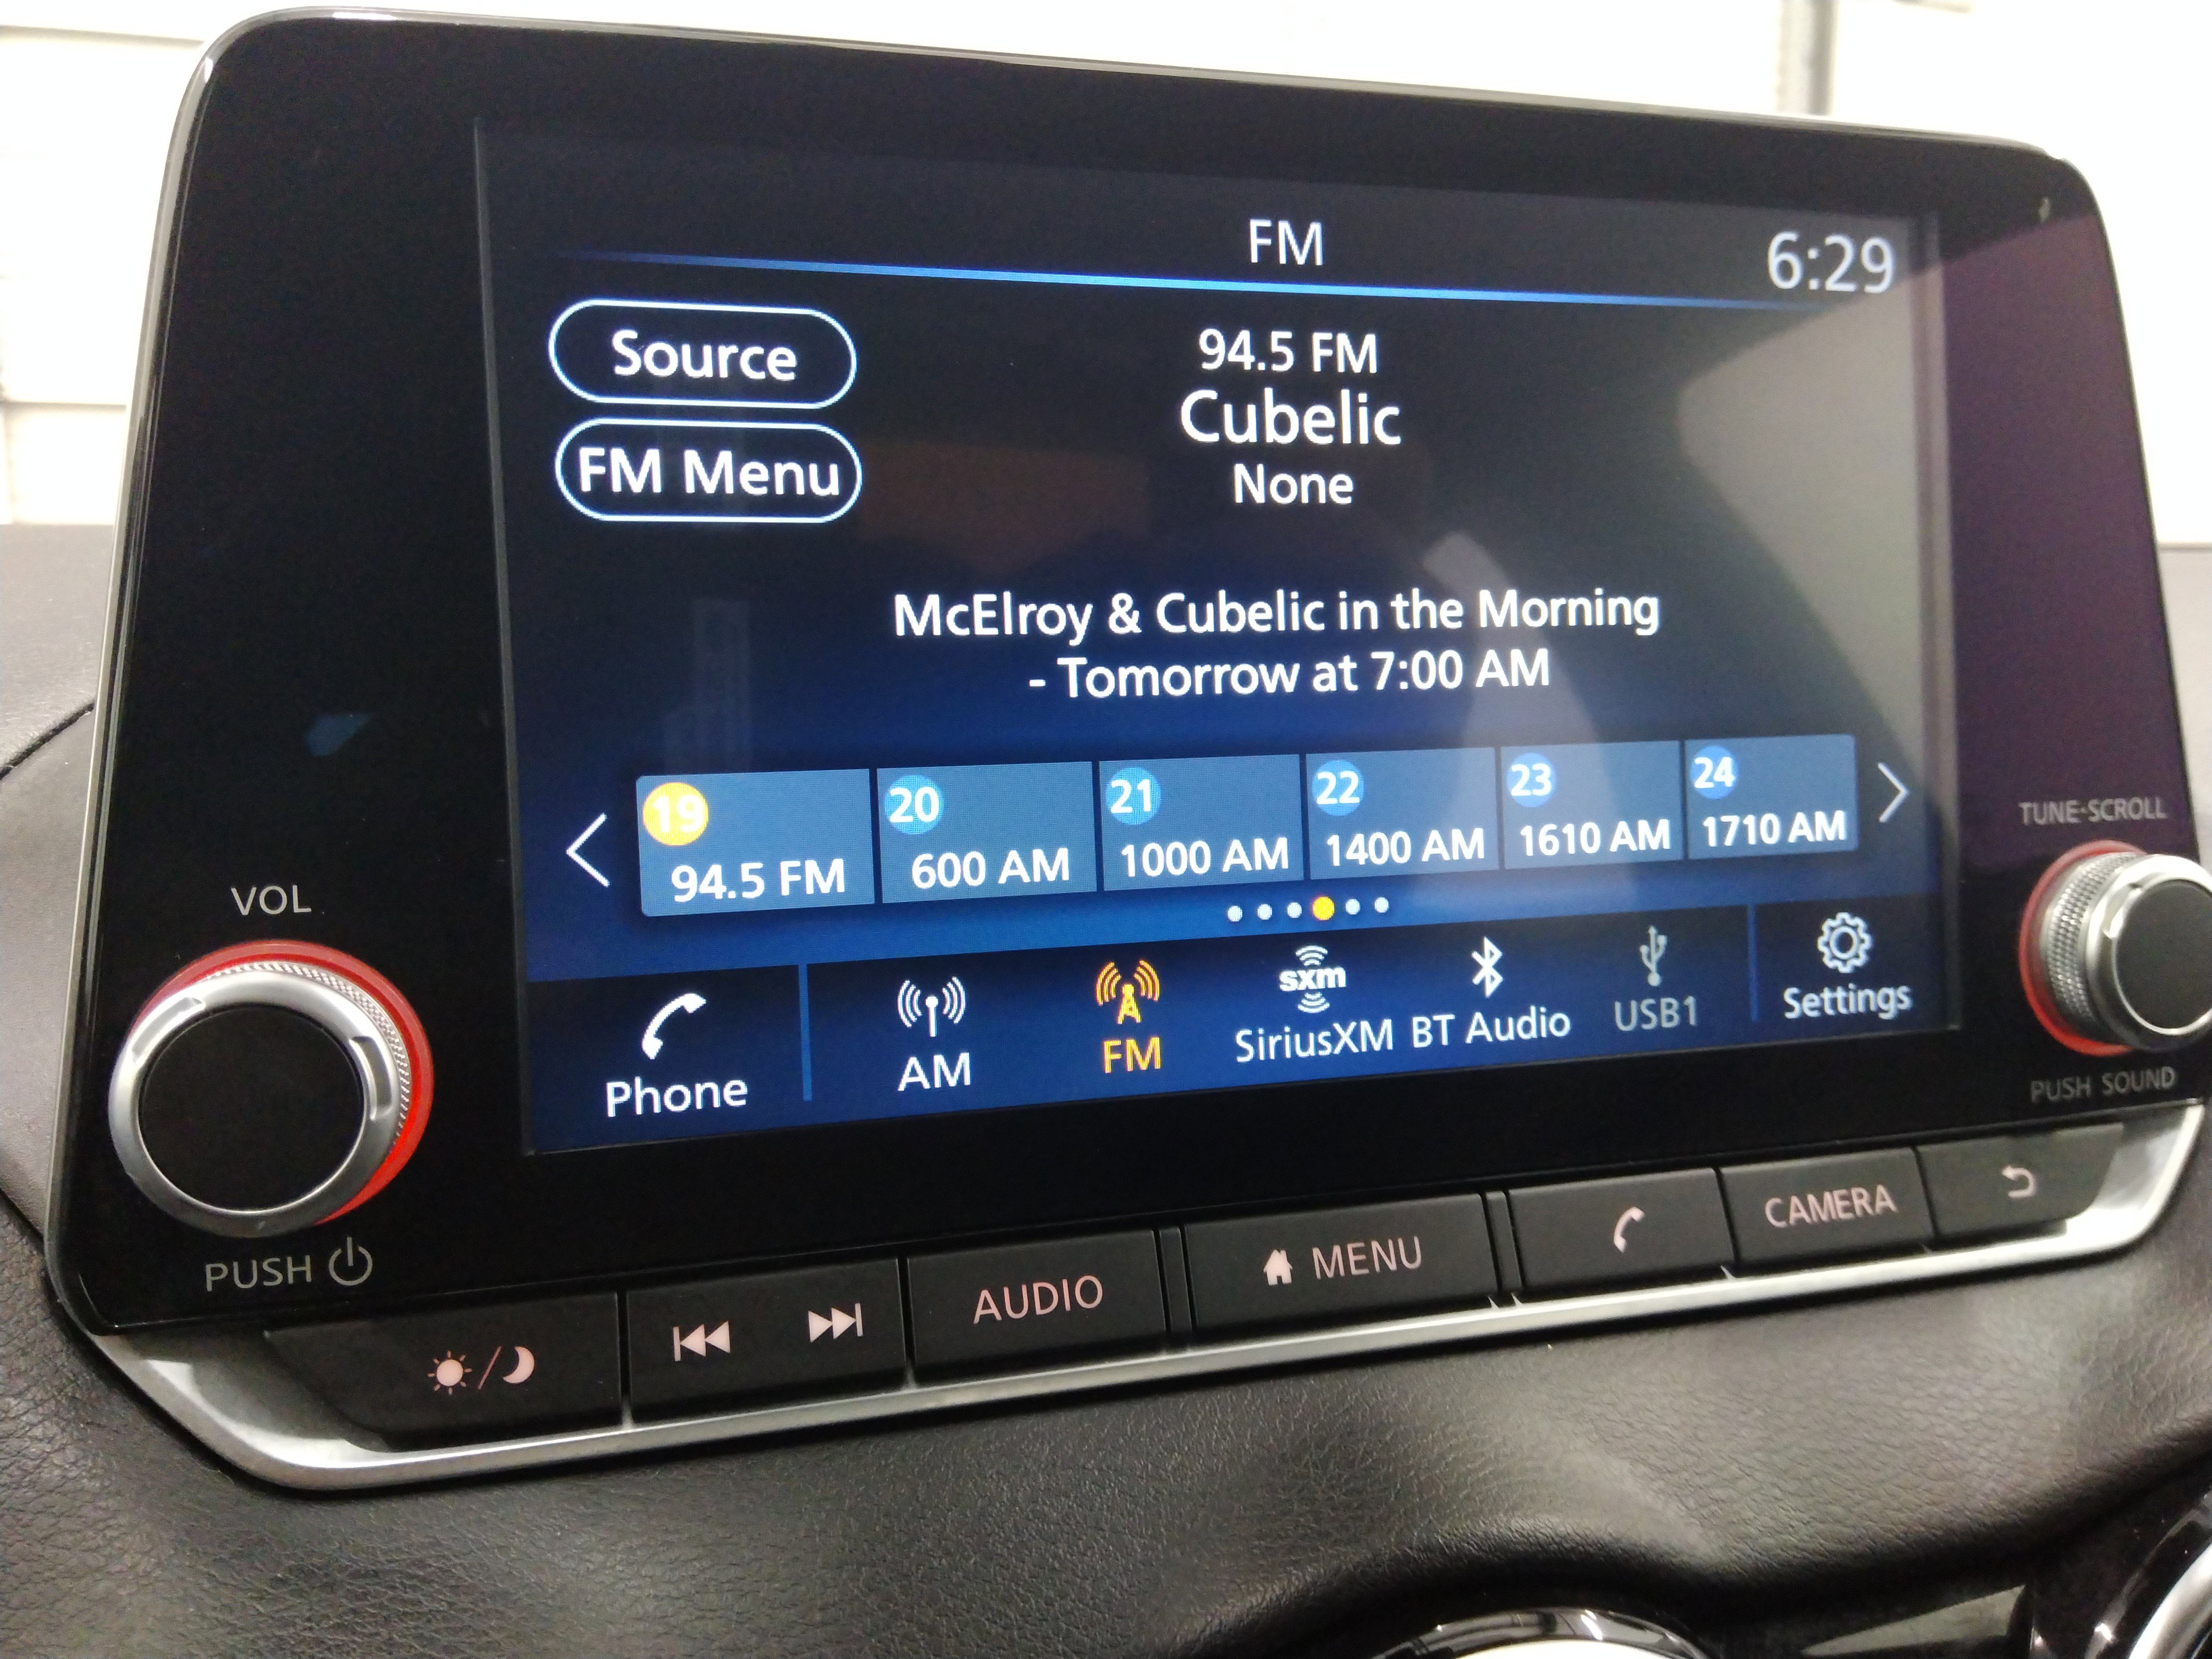 FM
6:29
Source
94.5 FM
Cubelic
FM Menu
None
McElroy & Cubelic in the Morning
- Tomorrow at 7:00 AM
19
94.5 FM
20
600 AM
21
1000 AM
22
1400 AM
23
1610 AM
24
1710 AM
Phone
AM
FM
sxm
SiriusXM
BT Audio
USB1
Settings
VOL
PUSH
TUNE·SCROLL
PUSH SOUND
AUDIO
MENU
CAMERA